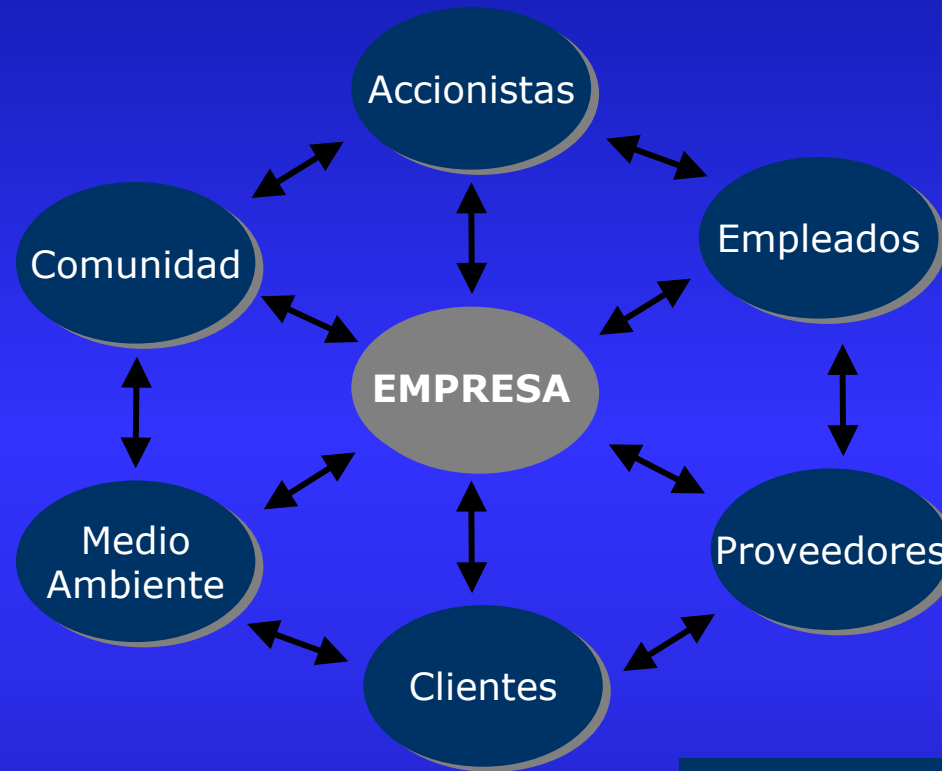 Accionistas
Empleados
Comunidad
EMPRESA
Medio
Ambiente
Proveedores
Clientes